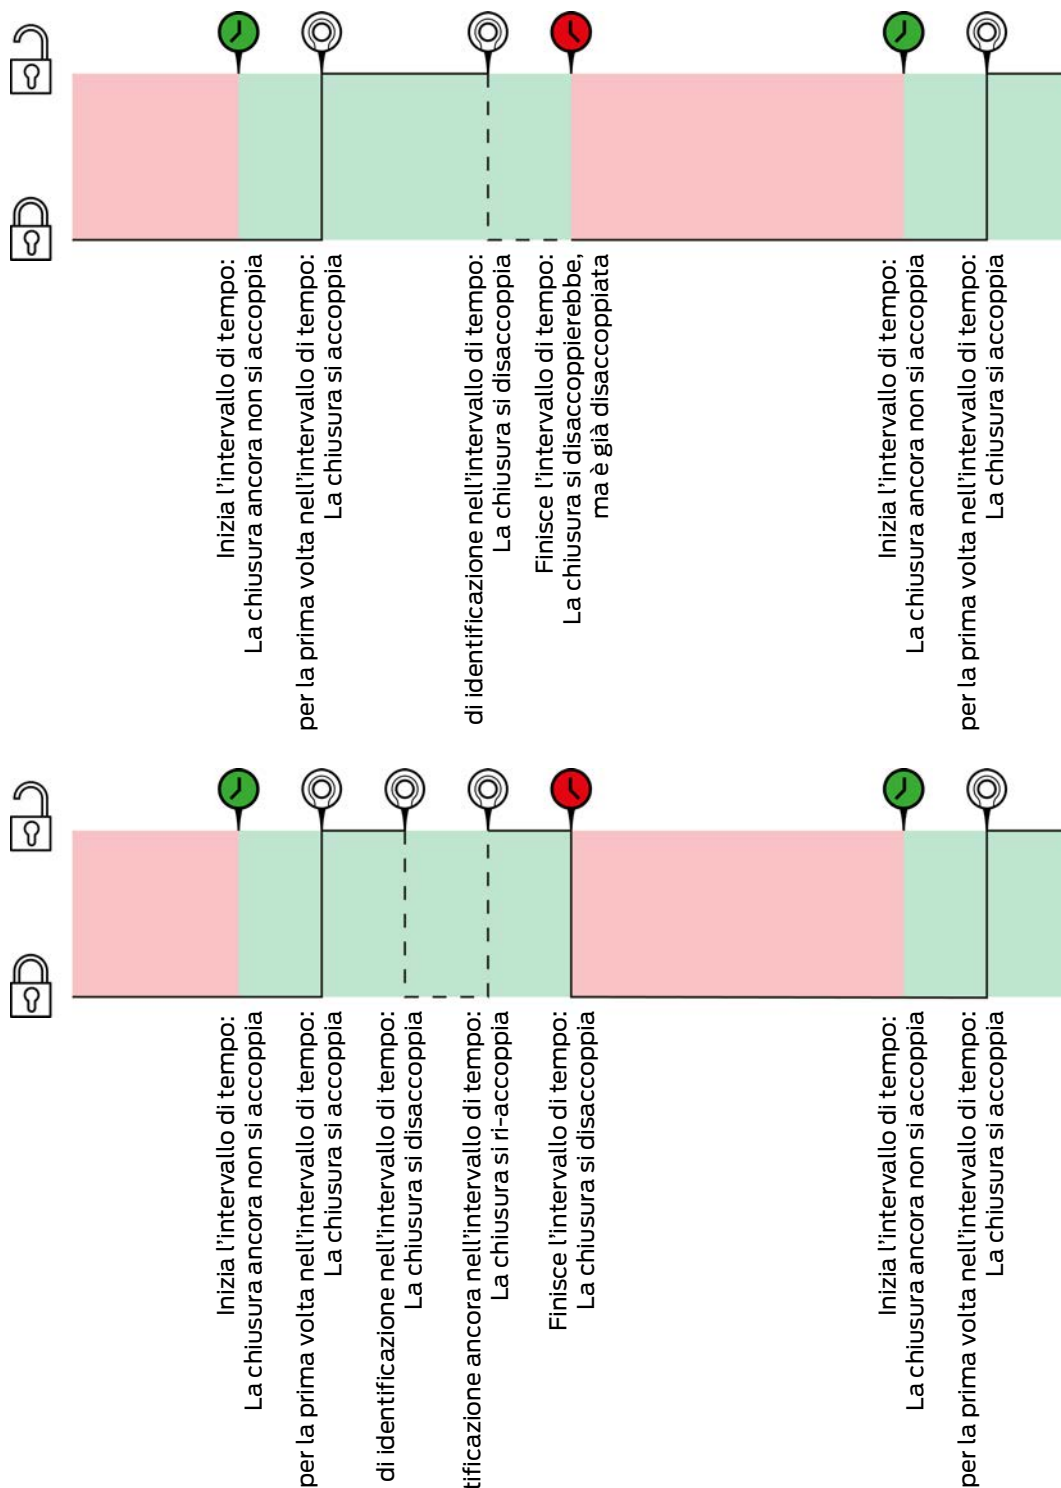 Inizia l'intervallo di tempo:
La chiusura ancora non si accoppia
per la prima volta nell'intervallo di tempo:
La chiusura si accoppia
di identificazione nell'intervallo di tempo:
La chiusura si disaccoppia
Finisce l'intervallo di tempo:
La chiusura si disaccoppierebbe,
ma è già disaccoppiata
Inizia l'intervallo di tempo:
La chiusura ancora non si accoppia
per la prima volta nell'intervallo di tempo:
La chiusura si accoppia
Inizia l'intervallo di tempo:
La chiusura ancora non si accoppia
per la prima volta nell'intervallo di tempo:
La chiusura si accoppia
di identificazione nell'intervallo di tempo:
La chiusura si disaccoppia
tificazione ancora nell'intervallo di tempo:
La chiusura si ri-accoppia
Finisce l'intervallo di tempo:
La chiusura si disaccoppia
Inizia l'intervallo di tempo:
La chiusura ancora non si accoppia
per la prima volta nell'intervallo di tempo:
La chiusura si accoppia